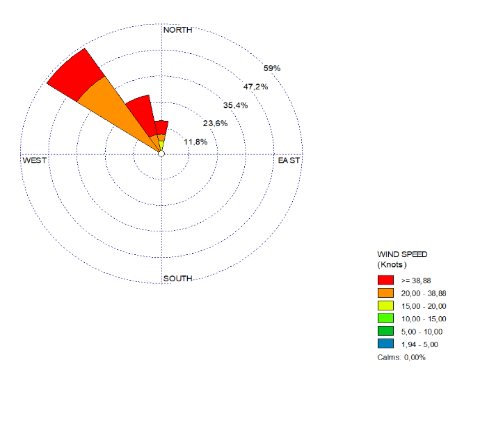 NORTH
59%
47,2%
35,4%
23,6%
11,8%
WEST
EAST
SOUTH
WIND SPEED
(Knots)
>= 38,88
20,00 - 38,88
15,00 - 20,00
10,00 - 15,00
5,00 - 10,00
1,94 - 5,00
Calms: 0,00%